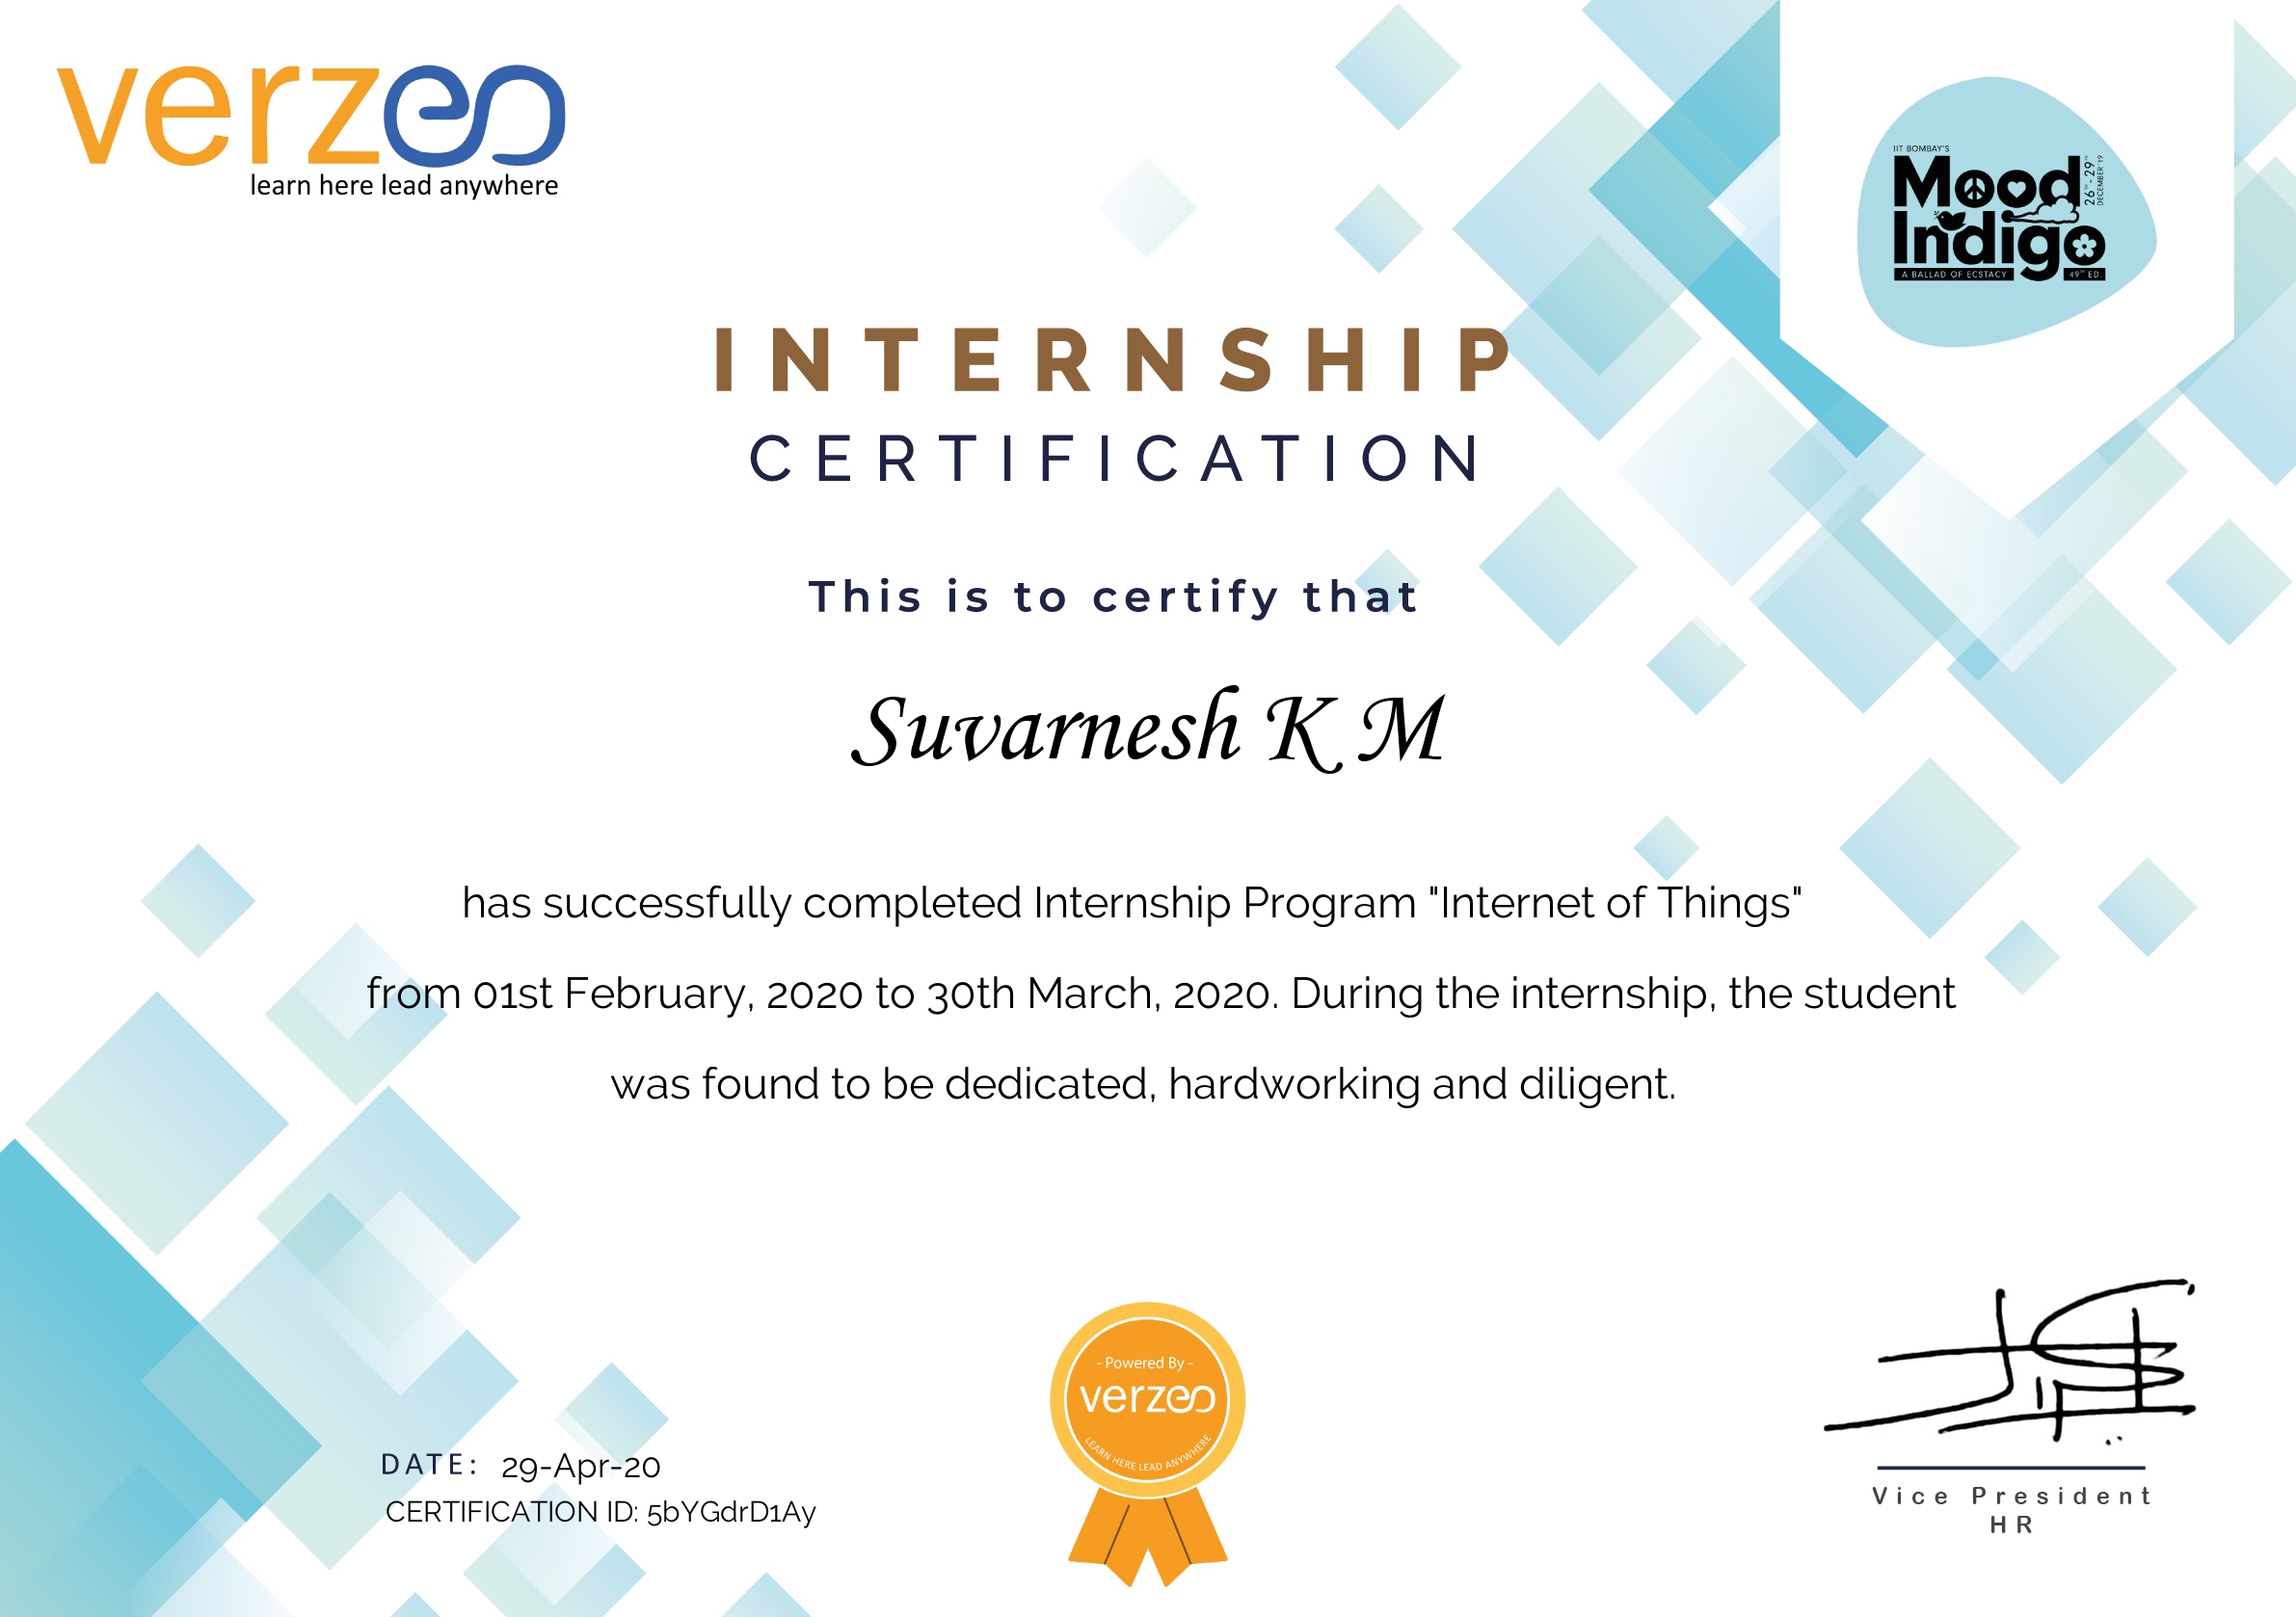 verzeo
learn here lead anywhere
IIT BOMBAY'S
Mood
Indigo
26TH - 29TH
DECEMBER'19
A BALLAD OF ECSTACY
49TH ED.
INTERNSHIP
CERTIFICATION
This is to certify that
Suvarnesh K M
has successfully completed Internship Program "Internet of Things"
from 01st February, 2020 to 30th March, 2020. During the internship, the student
was found to be dedicated, hardworking and diligent.
- Powered By -
verzeo
LEARN HERE LEAD ANYWHERE
DATE: 29-Apr-20
CERTIFICATION ID: 5bYGdrD1Ay
Vice President
HR